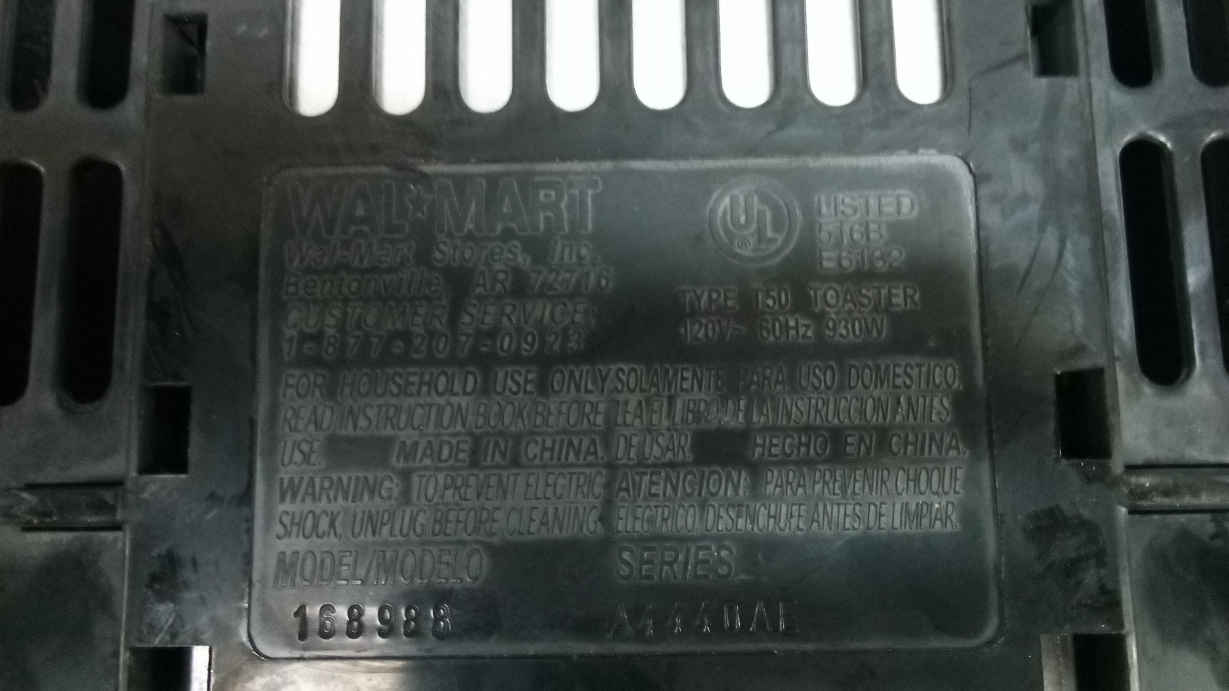 WAL★MART
Wal-Mart Stores, Inc.
Bentonville, AR 72716
CUSTOMER SERVICE:
1-877-207-0923
UL
LISTED
516B
E6182
TYPE T50 TOASTER
120V~ 60Hz 930W
FOR HOUSEHOLD USE ONLY
READ INSTRUCTION BOOK BEFORE
USE. MADE IN CHINA.
WARNING: TO PREVENT ELECTRIC
SHOCK, UNPLUG BEFORE CLEANING.
SOLAMENTE PARA USO DOMESTICO.
LEA EL LIBRO DE LA INSTRUCCION ANTES
DE USAR. HECHO EN CHINA.
ATENCION: PARA PREVENIR CHOQUE
ELECTRICO, DESENCHUFE ANTES DE LIMPIAR.
MODEL/MODELO
168988
SERIES